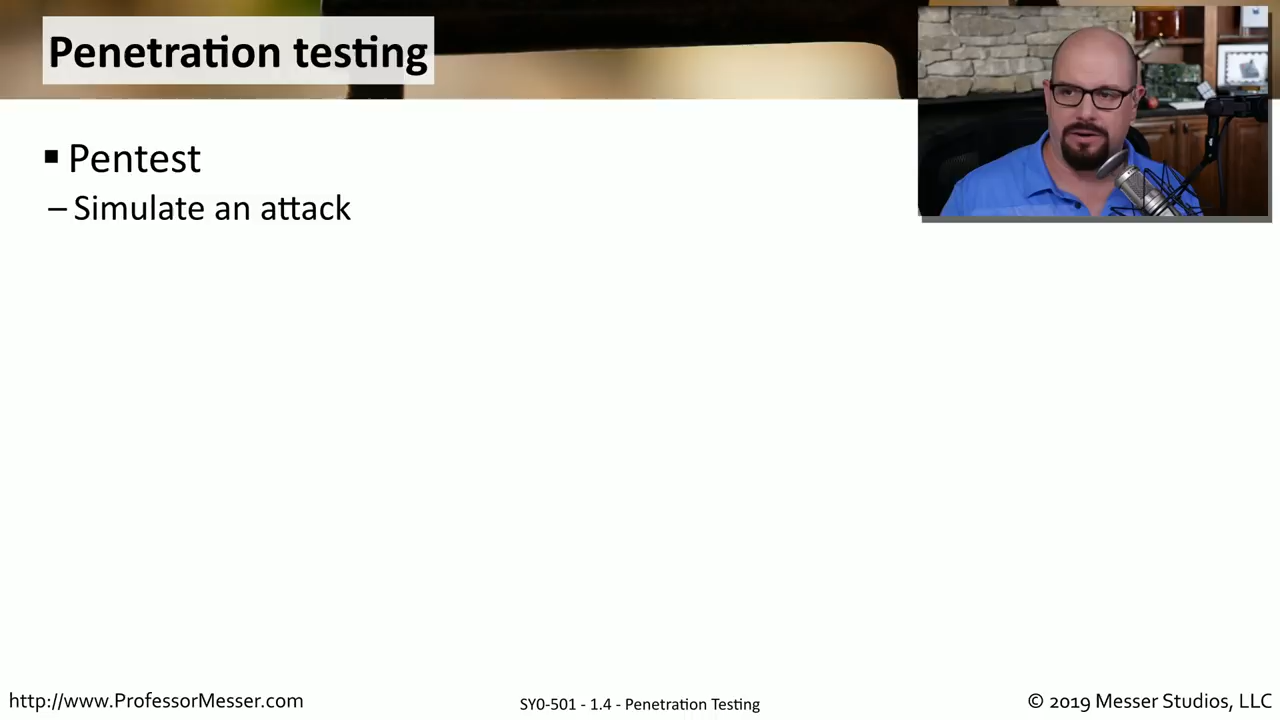 Penetration testing
▪ Pentest
– Simulate an attack
http://www.ProfessorMesser.com
SY0-501 - 1.4 - Penetration Testing
© 2019 Messer Studios, LLC